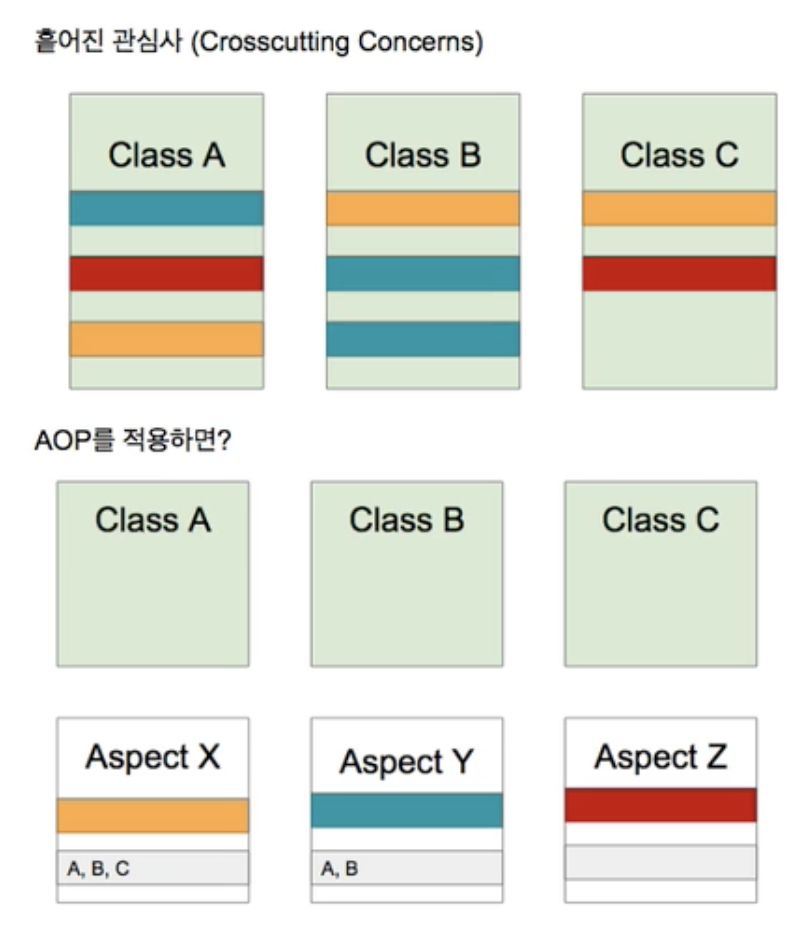 흩어진 관심사 (Crosscutting Concerns)
Class A
Class B
Class C
AOP를 적용하면?
Class A
Class B
Class C
Aspect X
Aspect Y
Aspect Z
A, B, C
A, B